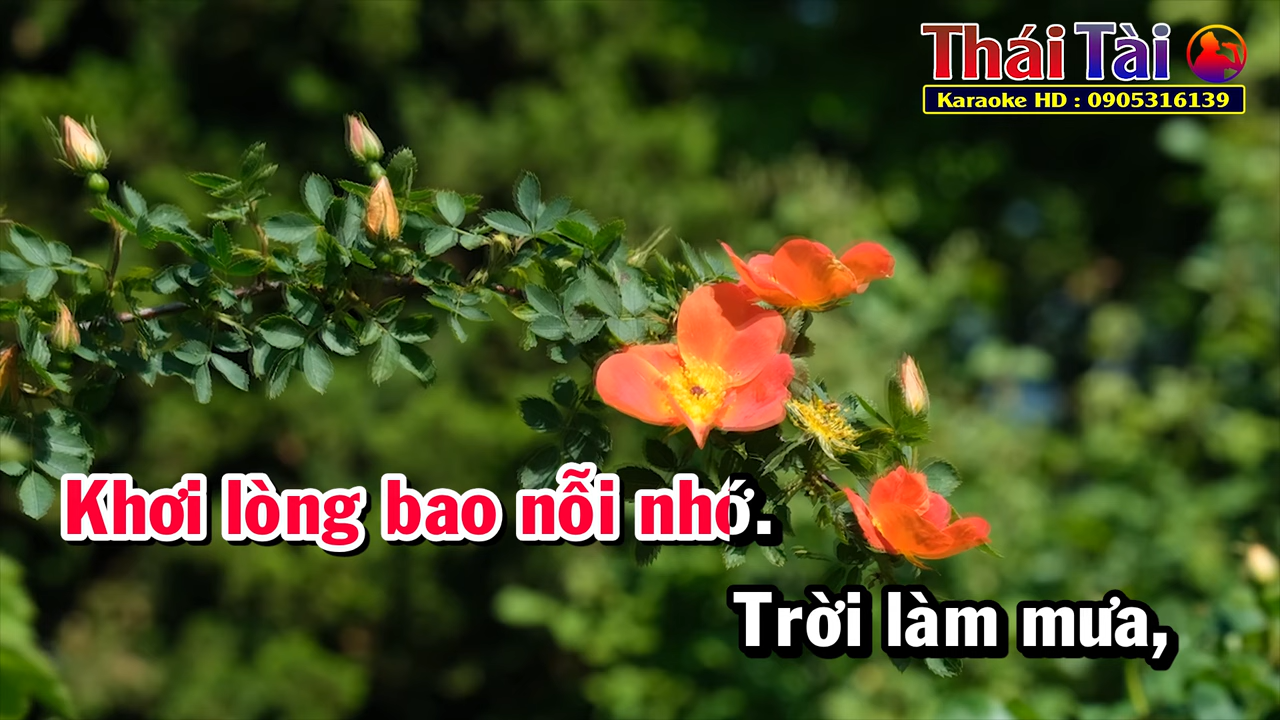 Thái Tài
Karaoke HD : 0905316139
Khơi lòng bao nỗi nhớ.
Trời làm mưa,